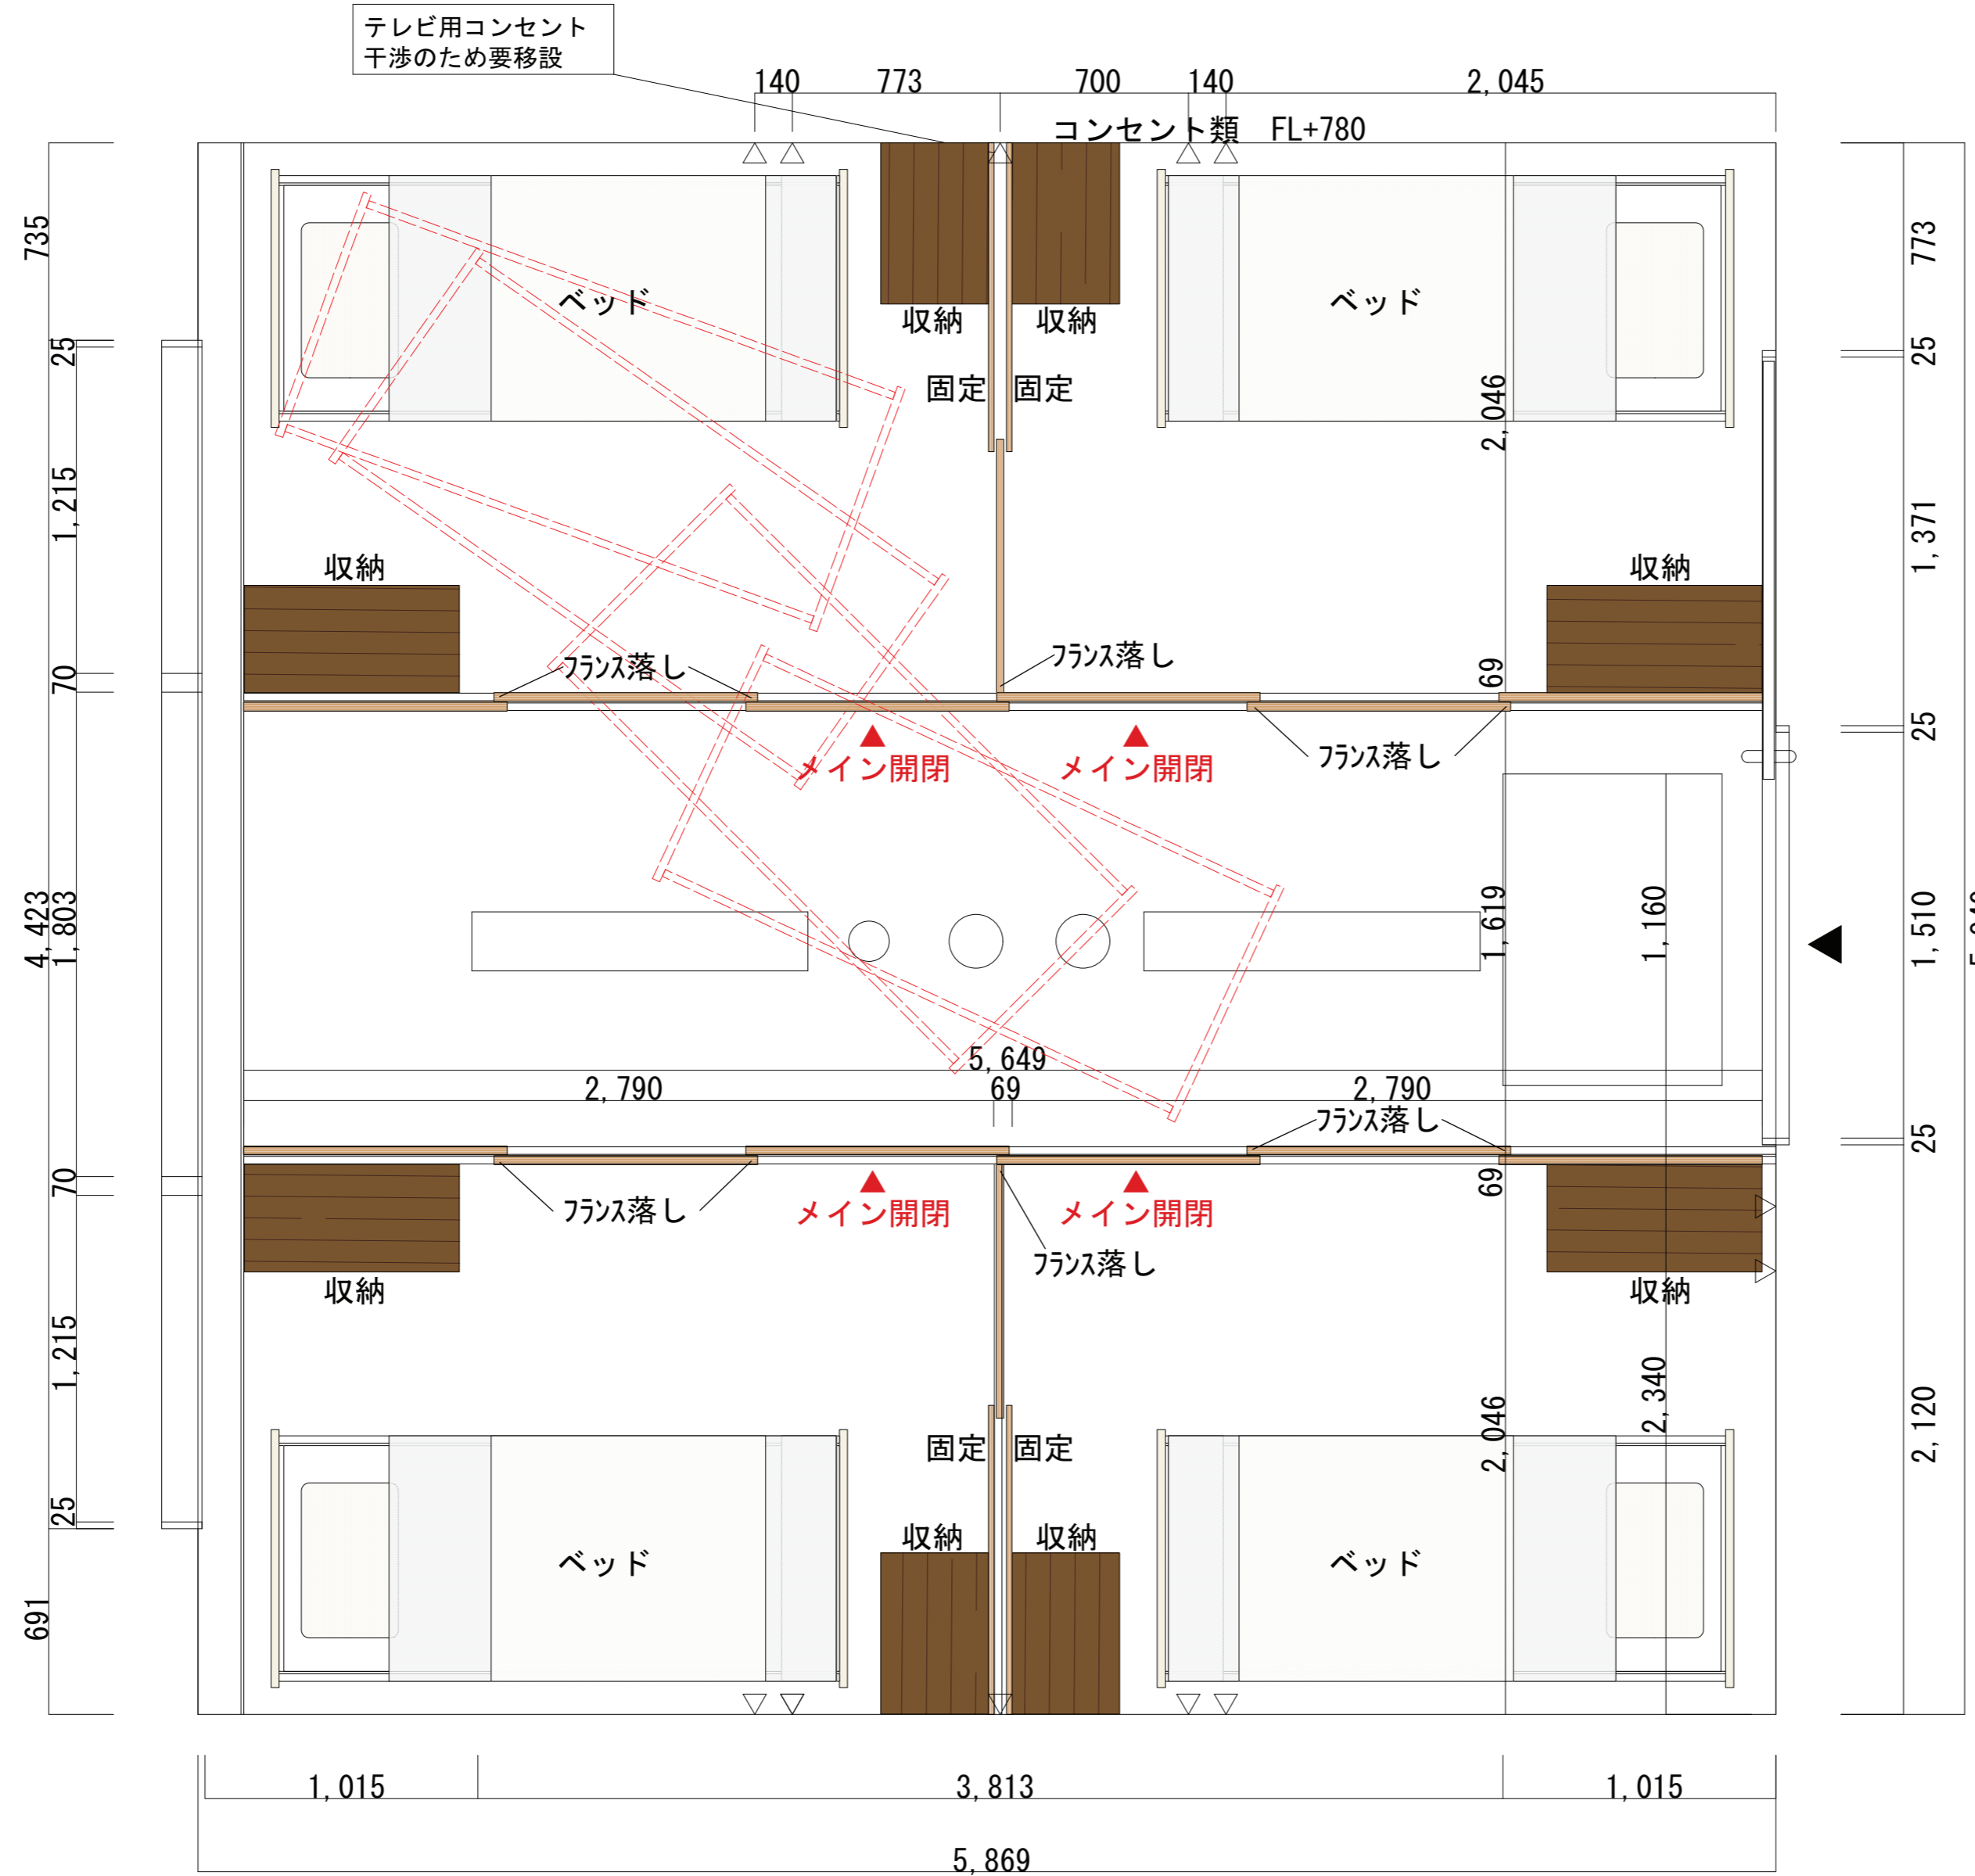 テレビ用コンセント
干渉のため要移設
140
773
700
140
2,045
コンセント類　FL+780
735
25
1,215
70
4,423
1,803
70
1,215
25
691
773
25
1,371
25
1,510
25
2,120
ベッド
収納
収納
ベッド
固定
固定
2,046
収納
収納
フランス落し
フランス落し
69
メイン開閉
メイン開閉
フランス落し
1,619
1,160
5,649
2,790
69
2,790
フランス落し
フランス落し
メイン開閉
メイン開閉
69
フランス落し
収納
収納
2,340
2,046
固定
固定
収納
収納
ベッド
ベッド
1,015
3,813
1,015
5,869